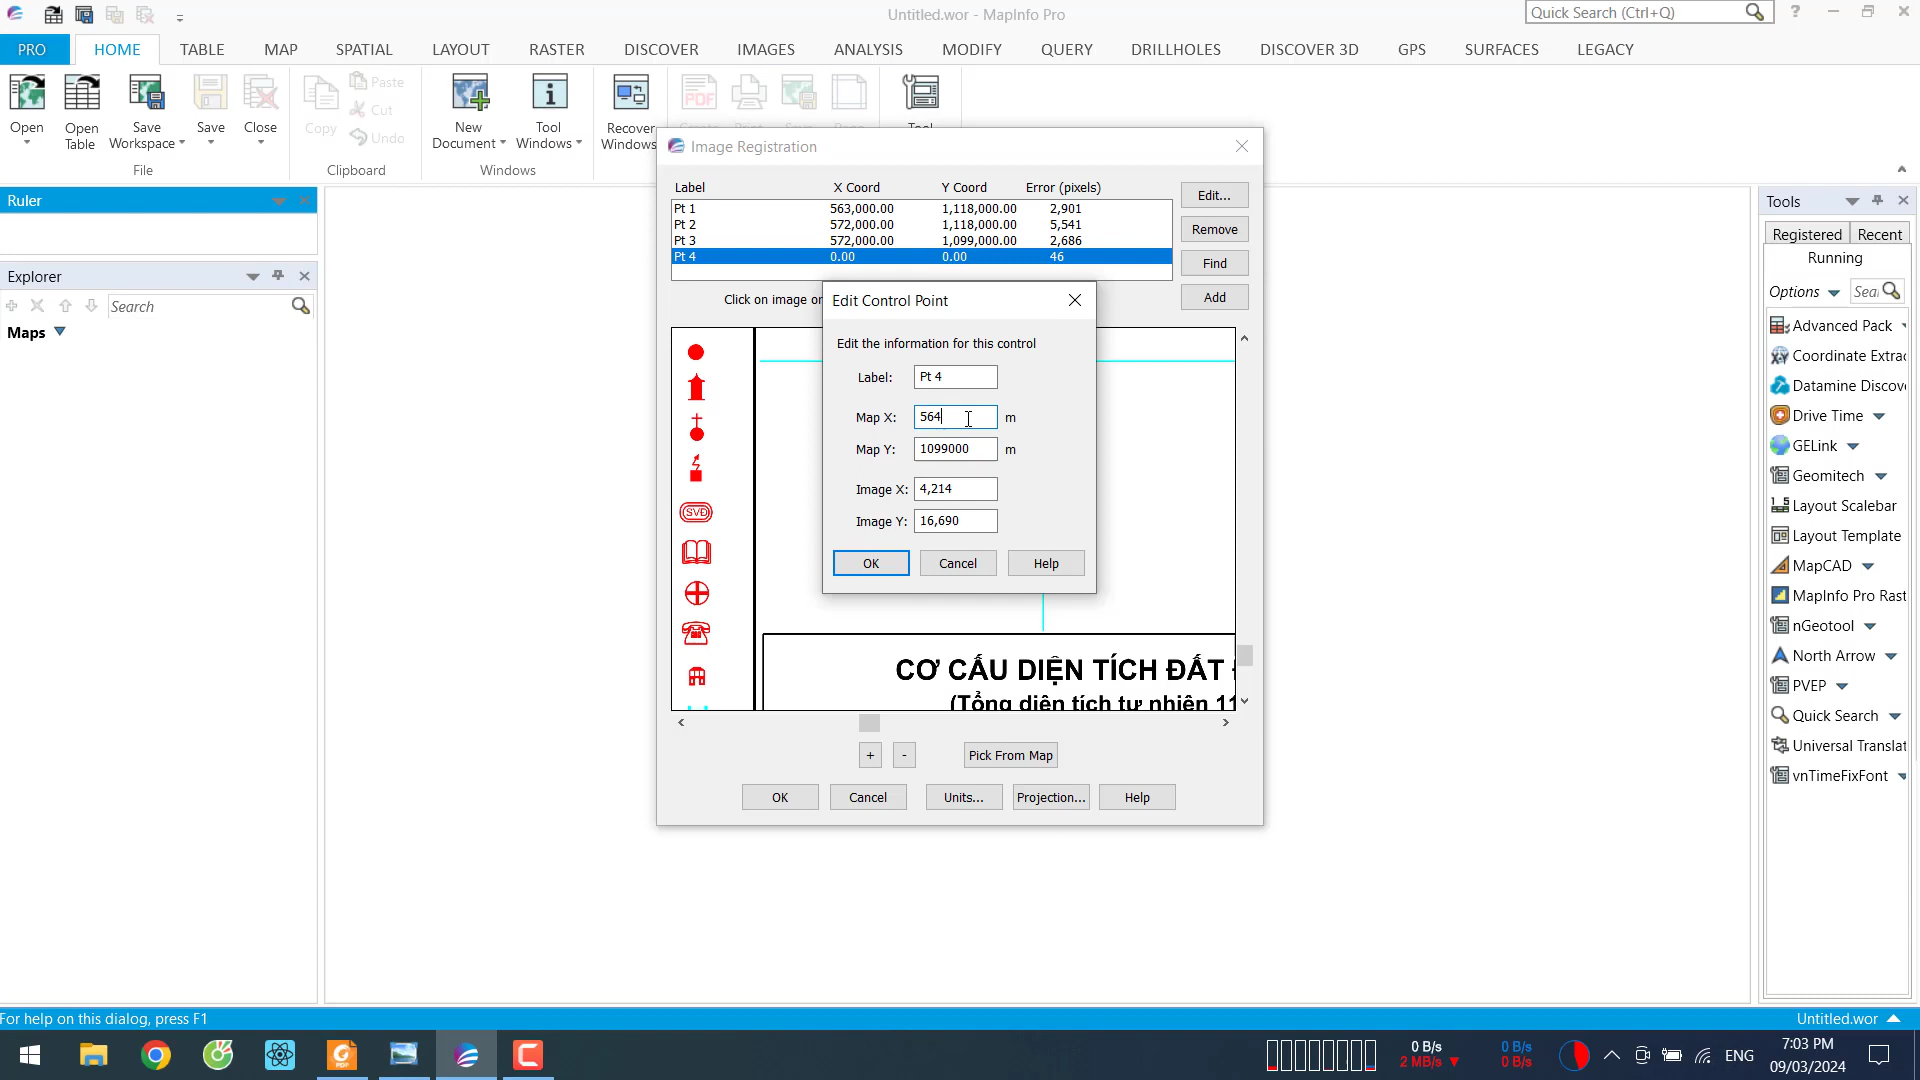 Untitled.wor - MapInfo Pro
Quick Search (Ctrl+Q)
PRO HOME TABLE MAP SPATIAL LAYOUT RASTER DISCOVER IMAGES ANALYSIS MODIFY QUERY DRILLHOLES DISCOVER 3D GPS SURFACES LEGACY
Open
Open
Table
Save
Workspace
Save
Close
File
Copy
Paste
Cut
Undo
Clipboard
New
Document
Tool
Windows
Windows
Recover
Windows
PDF
Ruler
Explorer
Search
Maps
Image Registration
Label X Coord Y Coord Error (pixels)
Pt 1 563,000.00 1,118,000.00 2,901
Pt 2 572,000.00 1,118,000.00 5,541
Pt 3 572,000.00 1,099,000.00 2,686
Pt 4 0.00 0.00 46
Edit...
Remove
Find
Add
Click on image or
Edit Control Point
Edit the information for this control
Label: Pt 4
Map X: 564 m
Map Y: 1099000 m
Image X: 4,214
Image Y: 16,690
OK Cancel Help
SVĐ
CƠ CẤU DIỆN TÍCH ĐẤT
(Tổng diện tích tự nhiên 11
+ - Pick From Map
OK Cancel Units... Projection... Help
Tools
Registered Recent
Running
Options Sea
Advanced Pack
Coordinate Extrac
Datamine Discov
Drive Time
GELink
Geomitech
Layout Scalebar
Layout Template
MapCAD
MapInfo Pro Rast
nGeotool
North Arrow
PVEP
Quick Search
Universal Translat
vnTimeFixFont
For help on this dialog, press F1
Untitled.wor
0 B/s
2 MB/s
0 B/s
0 B/s
ENG
7:03 PM
09/03/2024